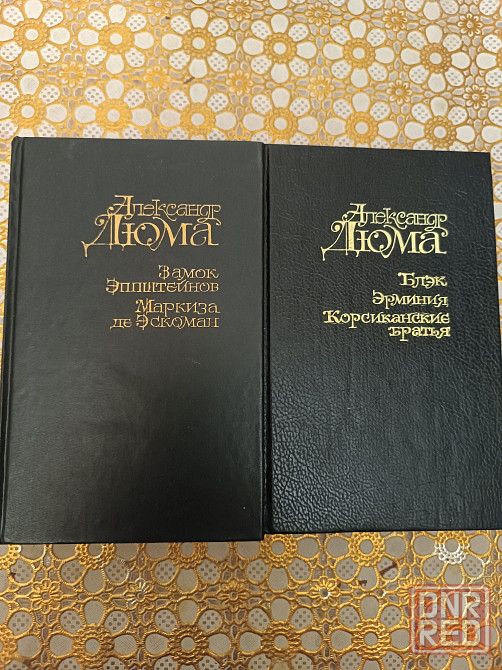 Александр
Дюма
Замок
Эппштейнов
Маркиза
де Эскоман
Александр
Дюма
Блэк
Эрминия
Корсиканские
братья
DNR
RED